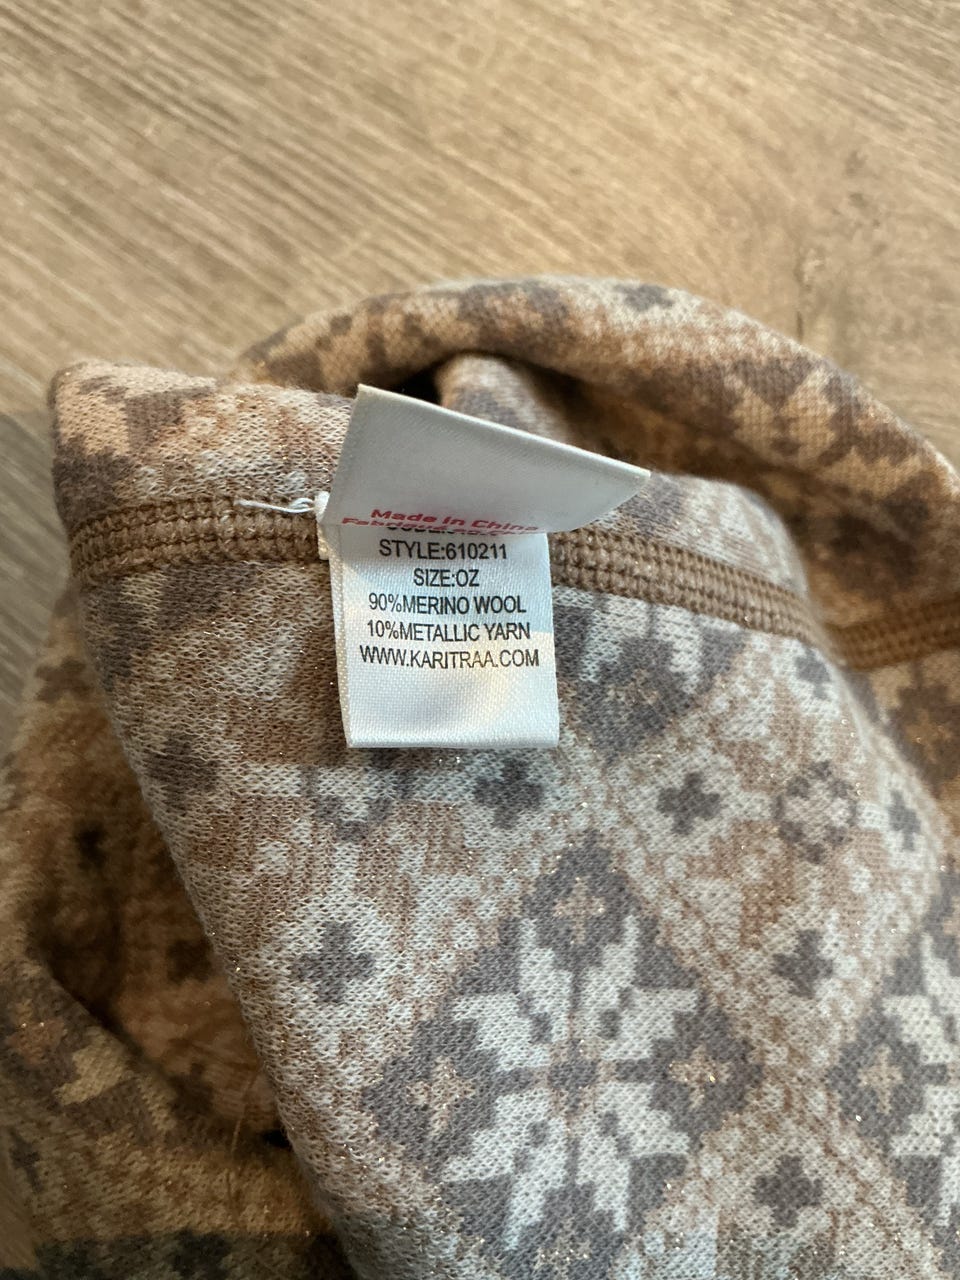 Made in China
STYLE:610211
SIZE:OZ
90%MERINO WOOL
10%METALLIC YARN
WWW.KARITRAA.COM